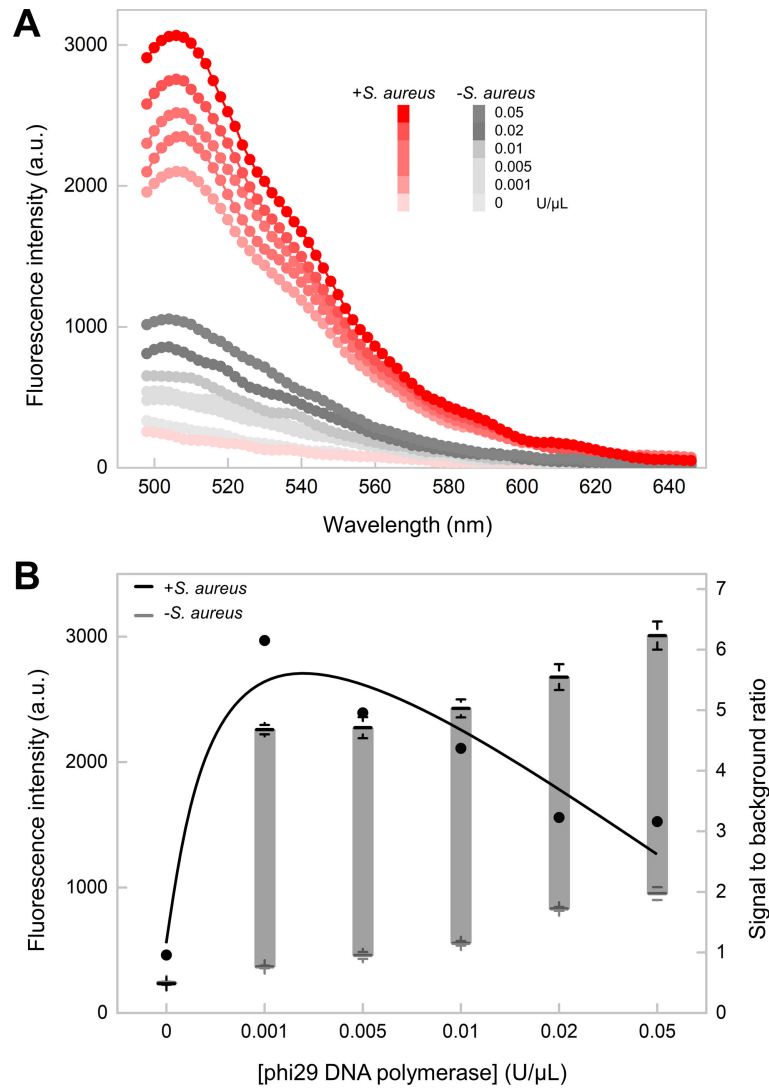 A
3000
2000
1000
0
Fluorescence intensity (a.u.)
+S. aureus
-S. aureus
0.05
0.02
0.01
0.005
0.001
0 U/µL
500 520 540 560 580 600 620 640
Wavelength (nm)
B
+S. aureus
-S. aureus
3000
2000
1000
0
Fluorescence intensity (a.u.)
7
6
5
4
3
2
1
0
Signal to background ratio
0 0.001 0.005 0.01 0.02 0.05
[phi29 DNA polymerase] (U/µL)